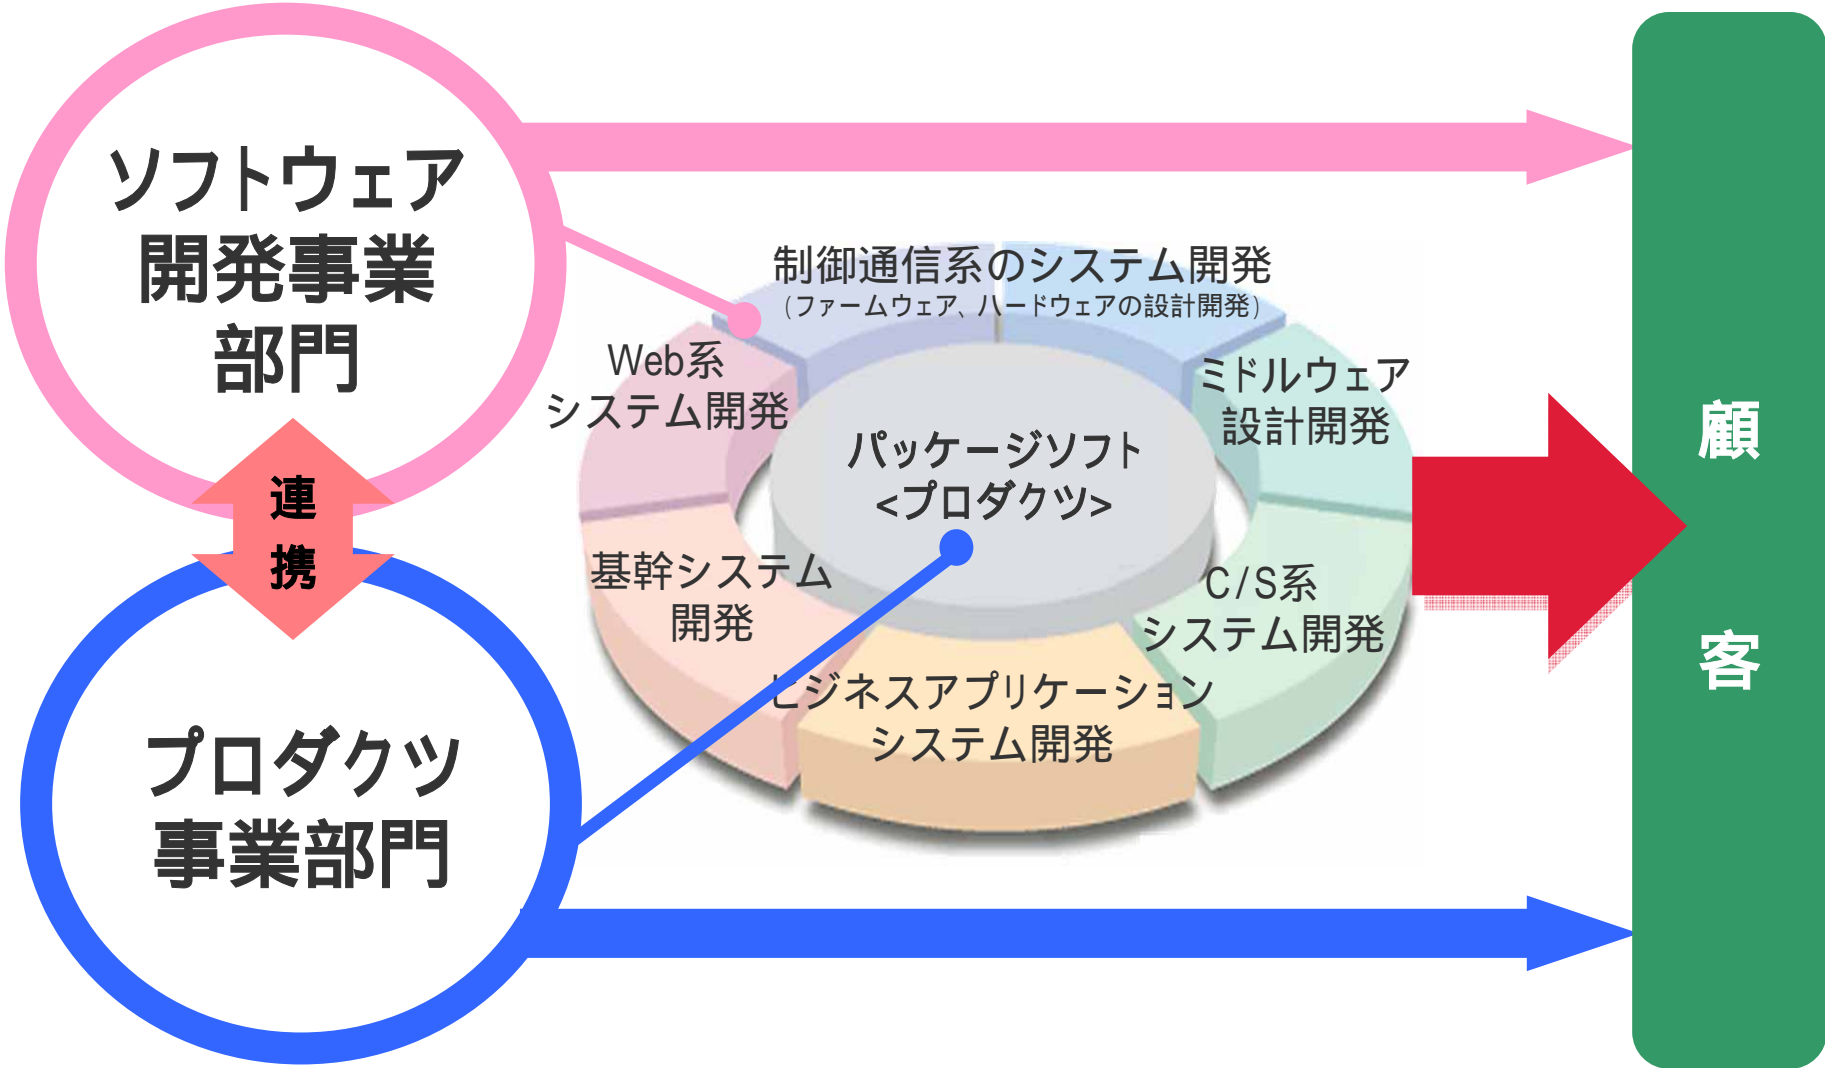 ソフトウェア
開発事業
部門
連
携
プロダクツ
事業部門
制御通信系のシステム開発
(ファームウェア、ハードウェアの設計開発)
Web系
システム開発
ミドルウェア
設計開発
パッケージソフト
<プロダクツ>
基幹システム
開発
C/S系
システム開発
ビジネスアプリケーション
システム開発
顧
客